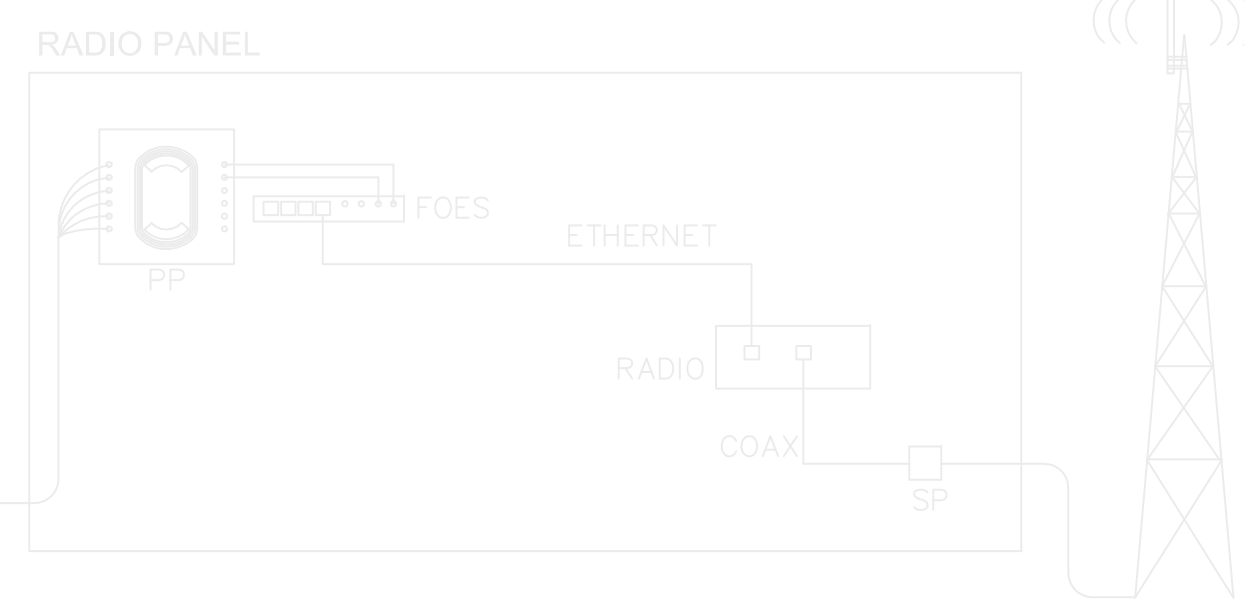 RADIO PANEL
FOES
ETHERNET
PP
RADIO
COAX
SP